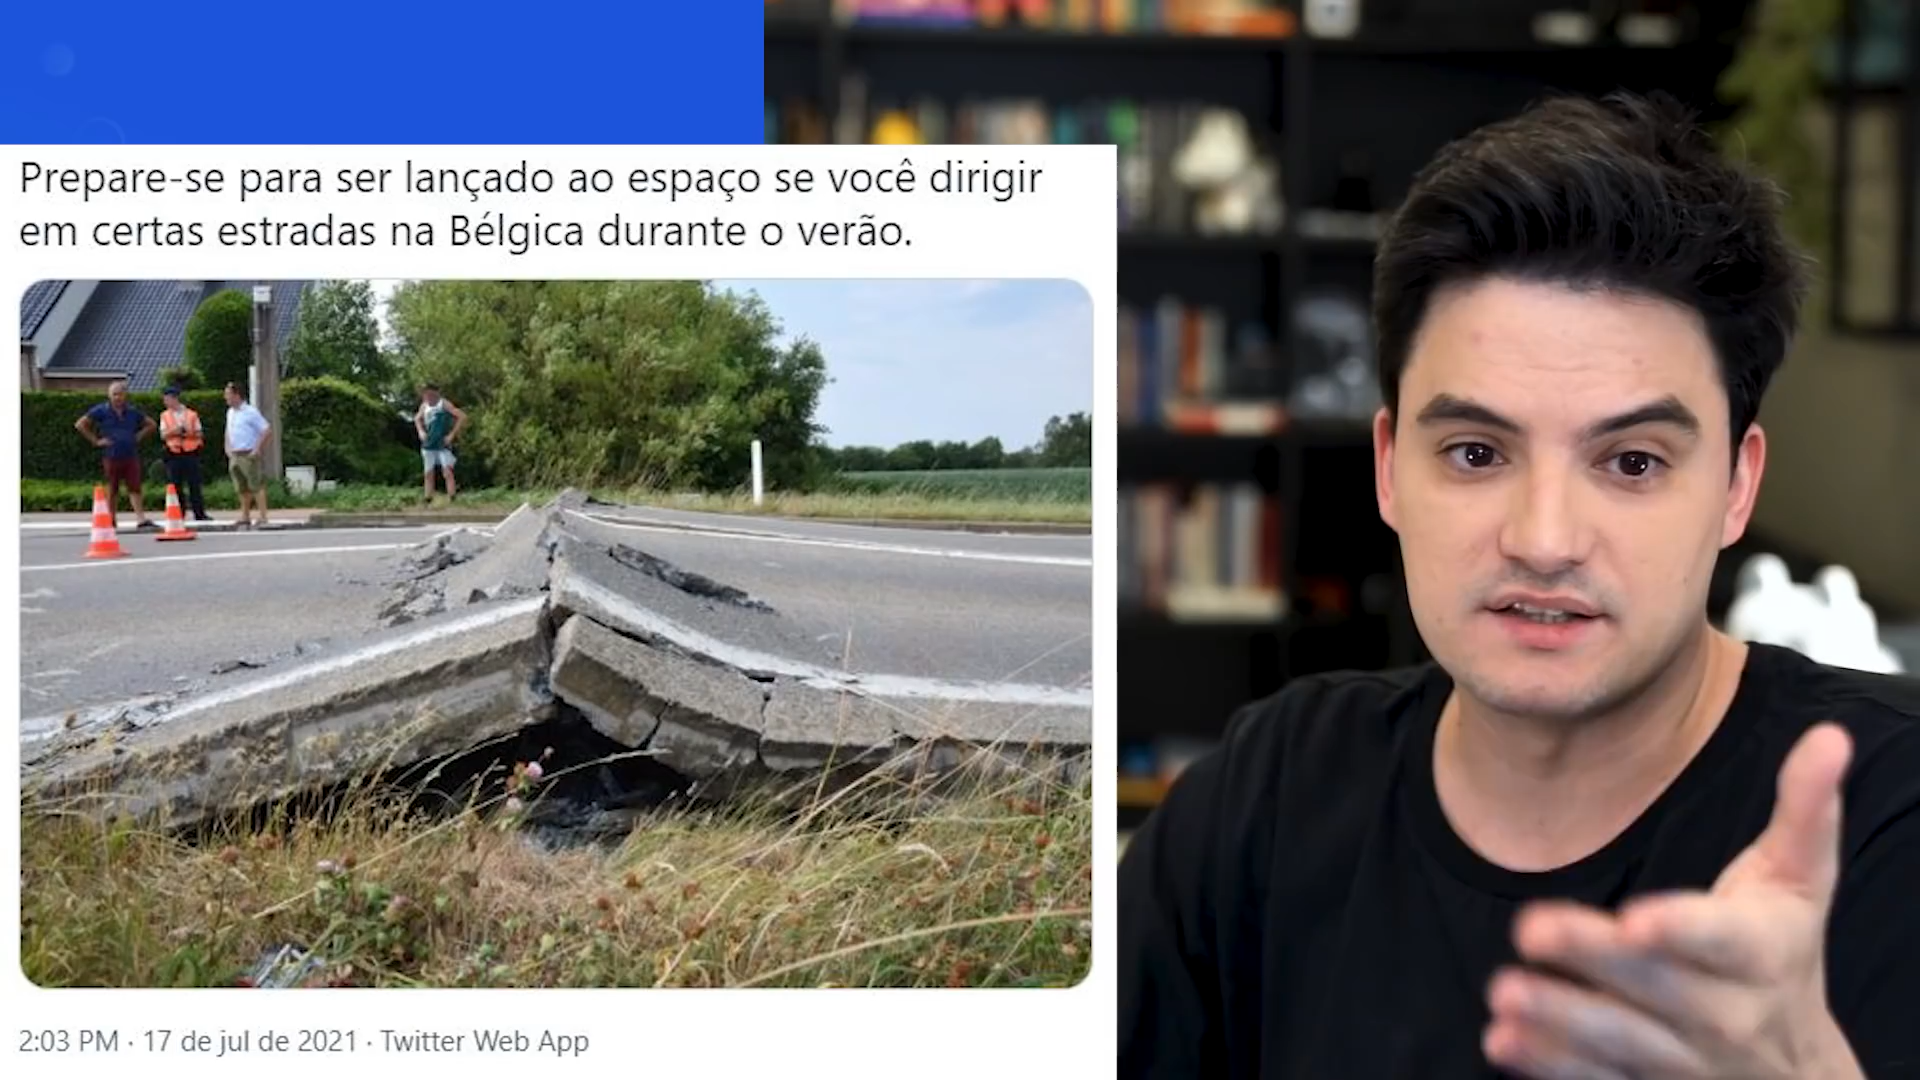 Prepare-se para ser lançado ao espaço se você dirigir
em certas estradas na Bélgica durante o verão.
2:03 PM · 17 de jul de 2021 · Twitter Web App